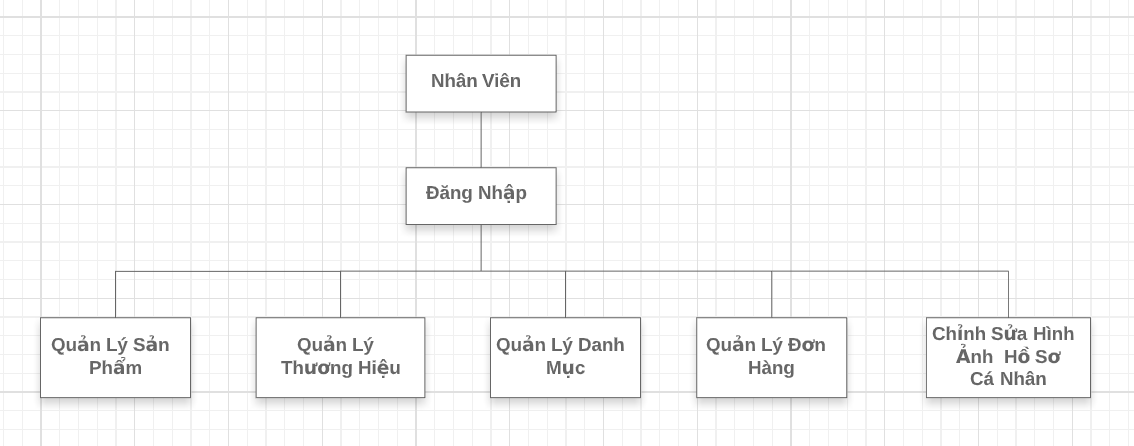 Nhân Viên
Đăng Nhập
Quản Lý Sản
Phẩm
Quản Lý
Thương Hiệu
Quản Lý Danh
Mục
Quản Lý Đơn
Hàng
Chỉnh Sửa Hình
Ảnh Hồ Sơ
Cá Nhân